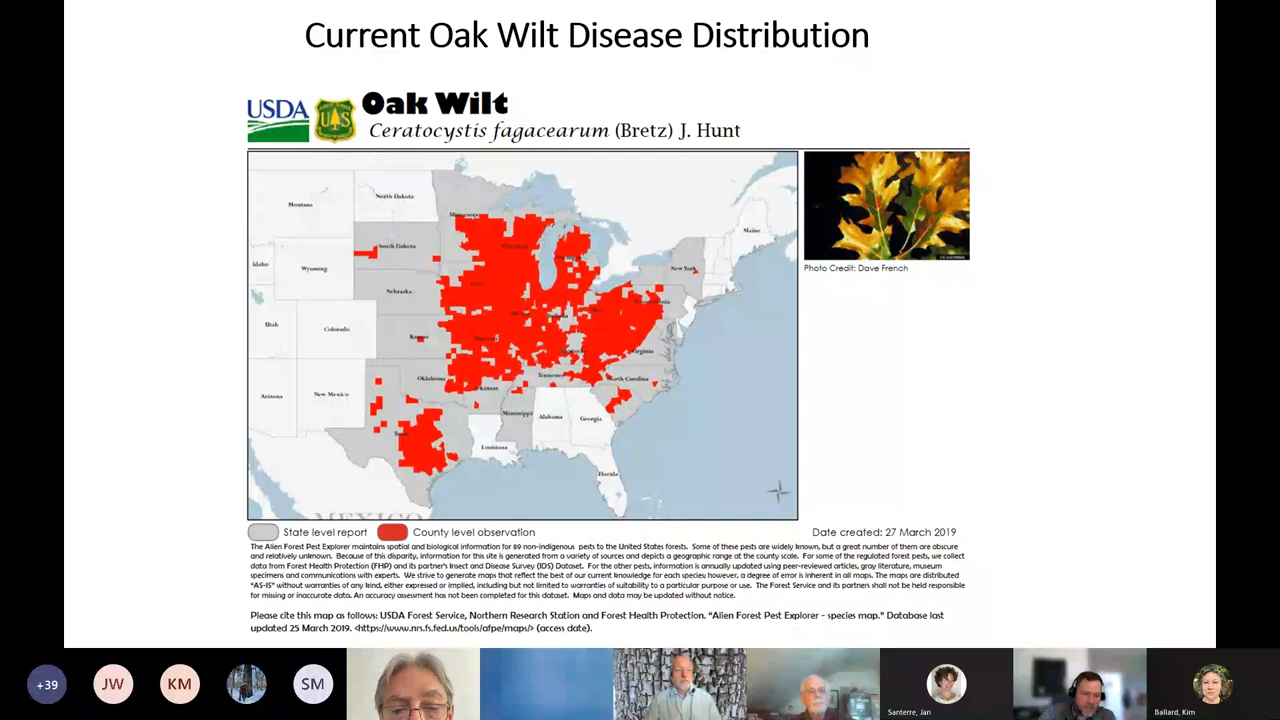 Current Oak Wilt Disease Distribution
USDA
Oak Wilt
Ceratocystis fagacearum (Bretz) J. Hunt
Montana
North Dakota
Minnesota
Maine
Idaho
South Dakota
Wisconsin
Wyoming
New York
Nebraska
Pennsylvania
Utah
Colorado
Kansas
Virginia
Kentucky
Oklahoma
Tennessee
North Carolina
Arizona
New Mexico
Mississippi
Alabama
Georgia
Texas
Louisiana
Florida
MEXICO
Photo Credit: Dave French
State level report
County level observation
Date created: 27 March 2019
The Alien Forest Pest Explorer maintains spatial and biological information for 89 non-indigenous pests to the United States forests. Some of these pests are widely known, but a great number of them are obscure
and relatively unknown. Because of this disparity, information for this site is generated from a variety of sources and depicts a geographic range at the county scale. For some of the regulated forest pests, we collect
data from Forest Health Protection (FHP) and its partner's Insect and Disease Survey (IDS) Dataset. For other pests, information is annually updated using peer-reviewed articles, gray literature, museum
specimens and communications with experts. We strive to generate maps that reflect the best of our current knowledge for each species; however, a degree of error is inherent in all maps. The maps are distributed
"AS-IS" without warranties of any kind, either expressed or implied, including but not limited to warranties of suitability to a particular purpose or use. The Forest Service and its partners shall not be held responsible
for missing or inaccurate data. An accuracy assessment has not been completed for this dataset. Maps and data may be updated without notice.
Please cite this map as follows: USDA Forest Service, Northern Research Station and Forest Health Protection. "Alien Forest Pest Explorer - species map." Database last
updated 25 March 2019. <https://www.nrs.fs.fed.us/tools/afpe/maps/> (access date).
+39
JW
KM
SM
Santerre, Jan
Ballard, Kim